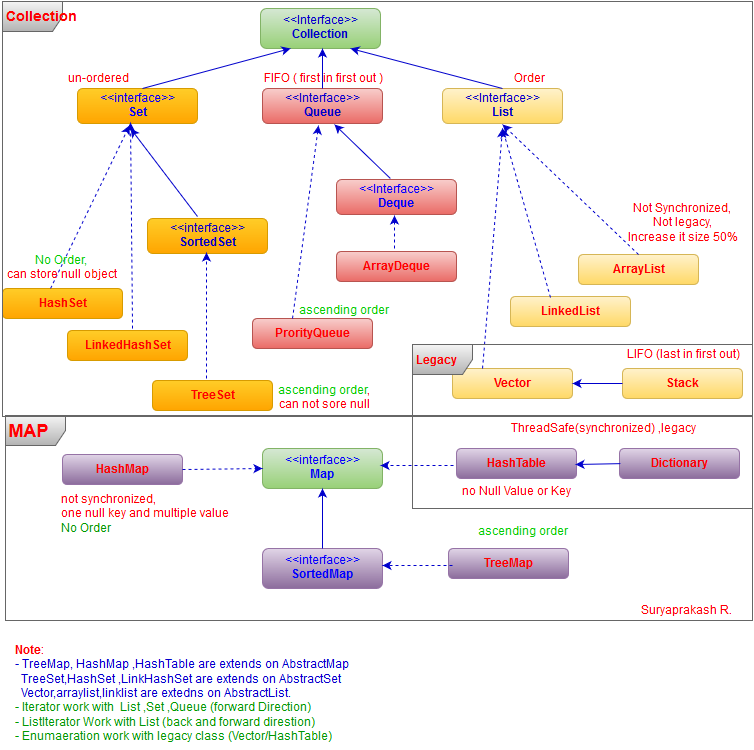 Collection
<<Interface>>
Collection
un-ordered
FIFO ( first in first out )
Order
<<interface>>
Set
<<Interface>>
Queue
<<Interface>>
List
<<Interface>>
Deque
<<interface>>
SortedSet
Not Synchronized,
Not legacy,
Increase it size 50%
No Order,
can store null object
ArrayDeque
ArrayList
HashSet
ascending order
LinkedList
LinkedHashSet
ProrityQueue
Legacy
LIFO (last in first out)
TreeSet
ascending order,
can not sore null
Vector
Stack
MAP
ThreadSafe(synchronized) ,legacy
HashMap
<<interface>>
Map
HashTable
Dictionary
not synchronized,
one null key and multiple value
No Order
no Null Value or Key
ascending order
<<interface>>
SortedMap
TreeMap
Suryaprakash R.
Note:
- TreeMap, HashMap ,HashTable are extends on AbstractMap
TreeSet,HashSet ,LinkHashSet are extends on AbstractSet
Vector,arraylist,linklist are extedns on AbstractList.
- Iterator work with List ,Set ,Queue (forward Direction)
- ListIterator Work with List (back and forward direstion)
- Enumaeration work with legacy class (Vector/HashTable)